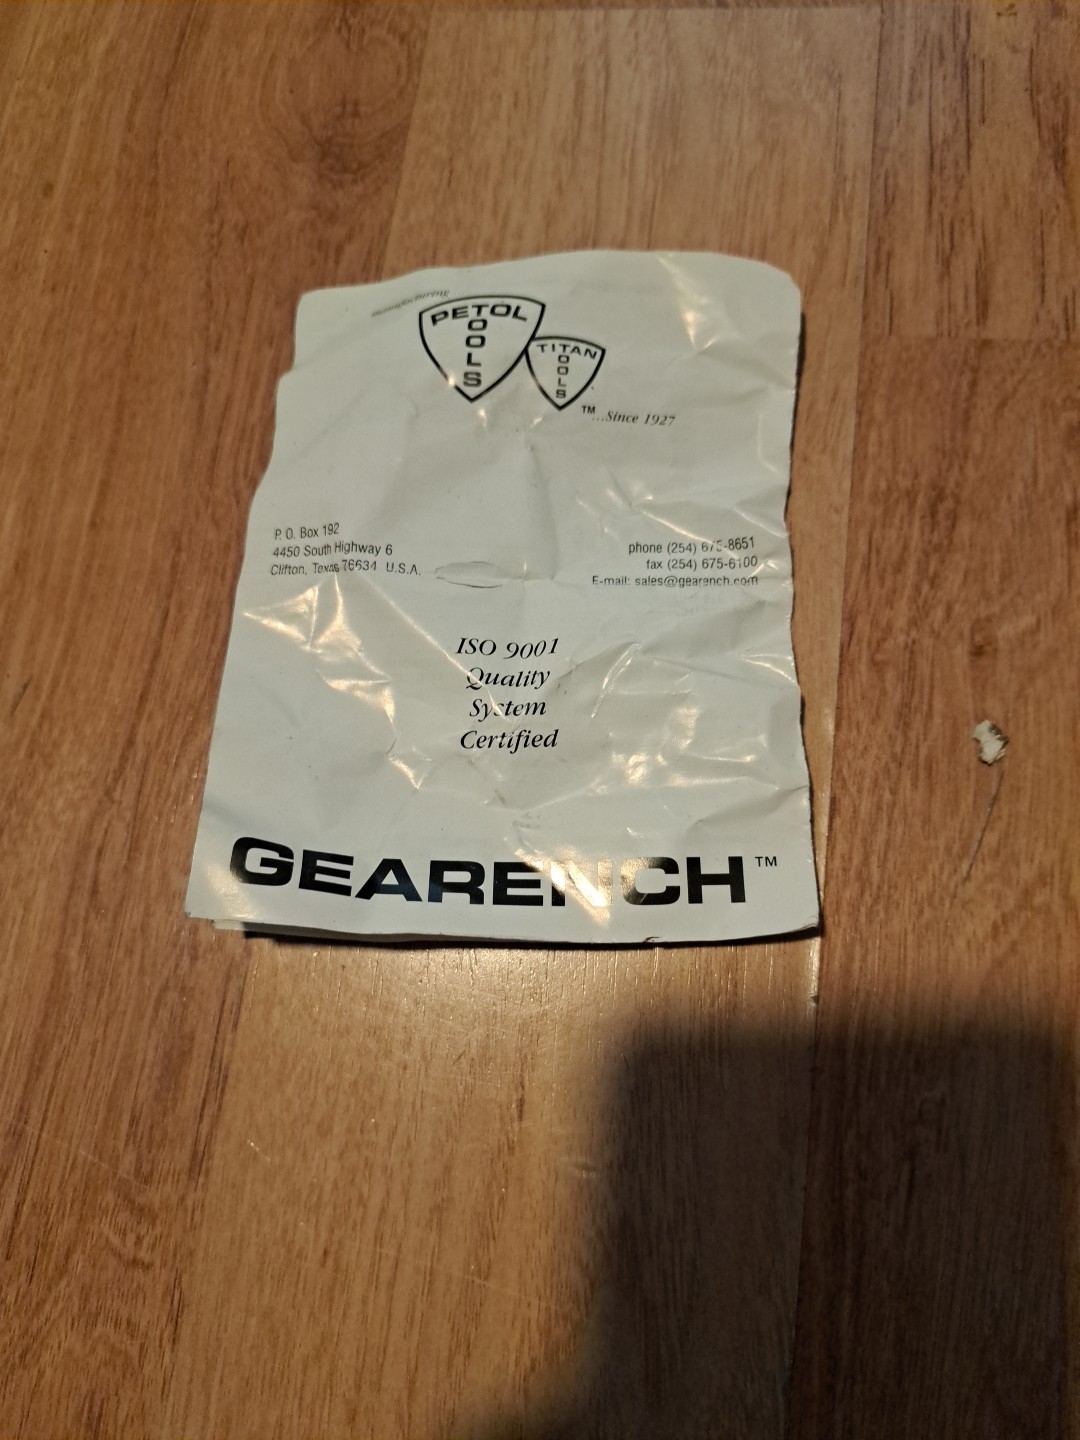 manufacturing
PETOL
TOOLS
TITAN
TOOLS
™...Since 1927
P. O. Box 192
4450 South Highway 6
Clifton, Texas 76634 U.S.A.
phone (254) 675-8651
fax (254) 675-6100
E-mail: sales@gearench.com
ISO 9001
Quality
System
Certified
GEARENCH™